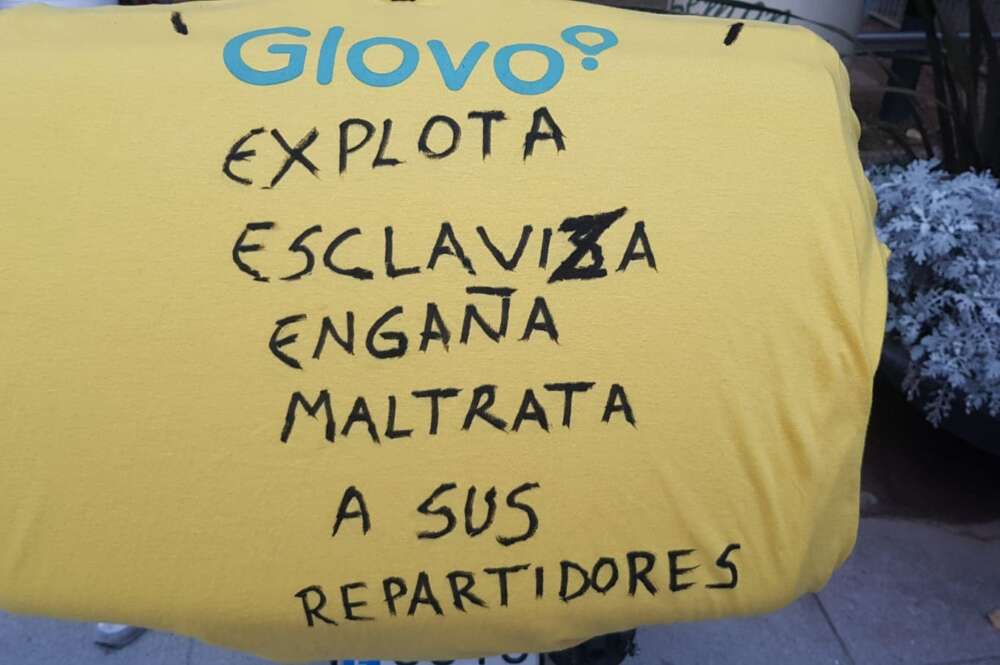 Glovo
EXPLOTA
ESCLAVIZA
ENGAÑA
MALTRATA
A SUS
REPARTIDORES